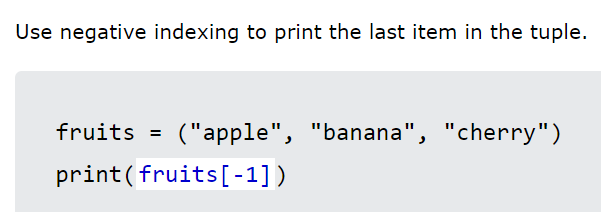 Use negative indexing to print the last item in the tuple.
fruits = ("apple", "banana", "cherry")
print(fruits[-1])